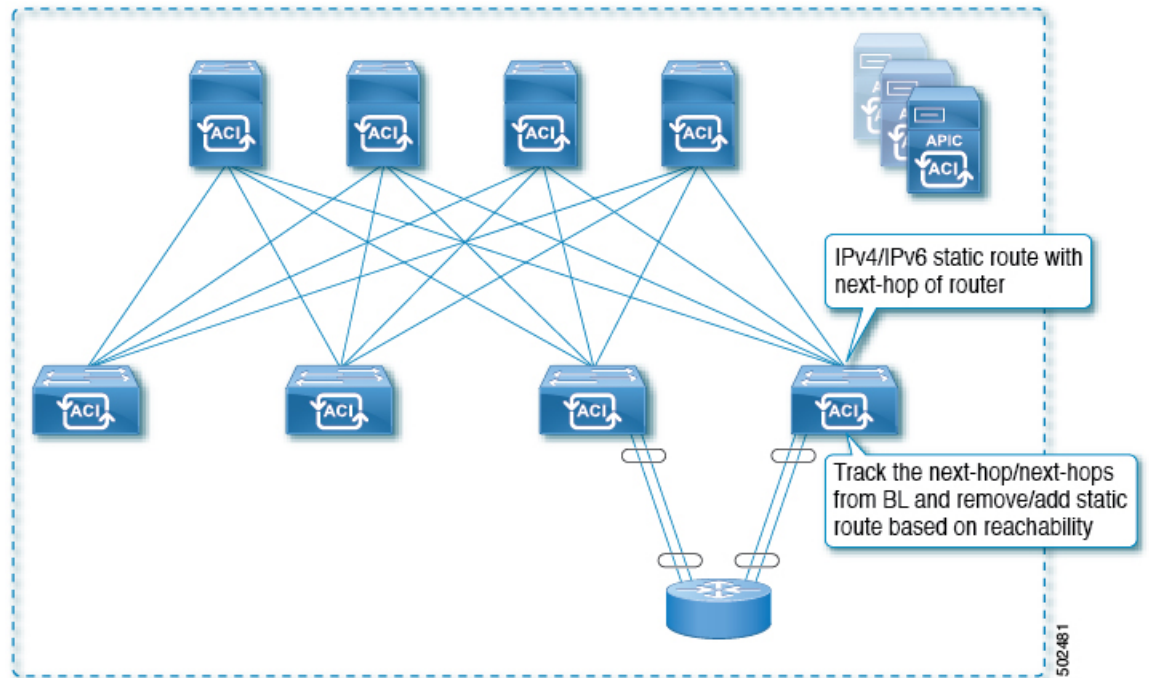 ACI
ACI
ACI
ACI
A
A
APIC
ACI
IPv4/IPv6 static route with
next-hop of router
ACI
ACI
ACI
ACI
Track the next-hop/next-hops
from BL and remove/add static
route based on reachability
502481